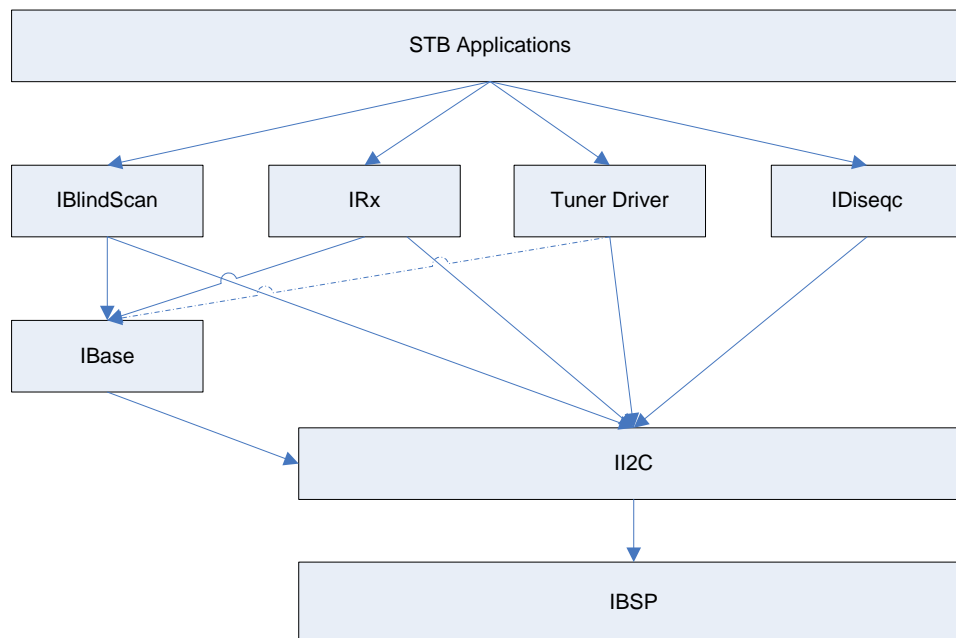 STB Applications
IBlindScan
IRx
Tuner Driver
IDiseqc
IBase
II2C
IBSP